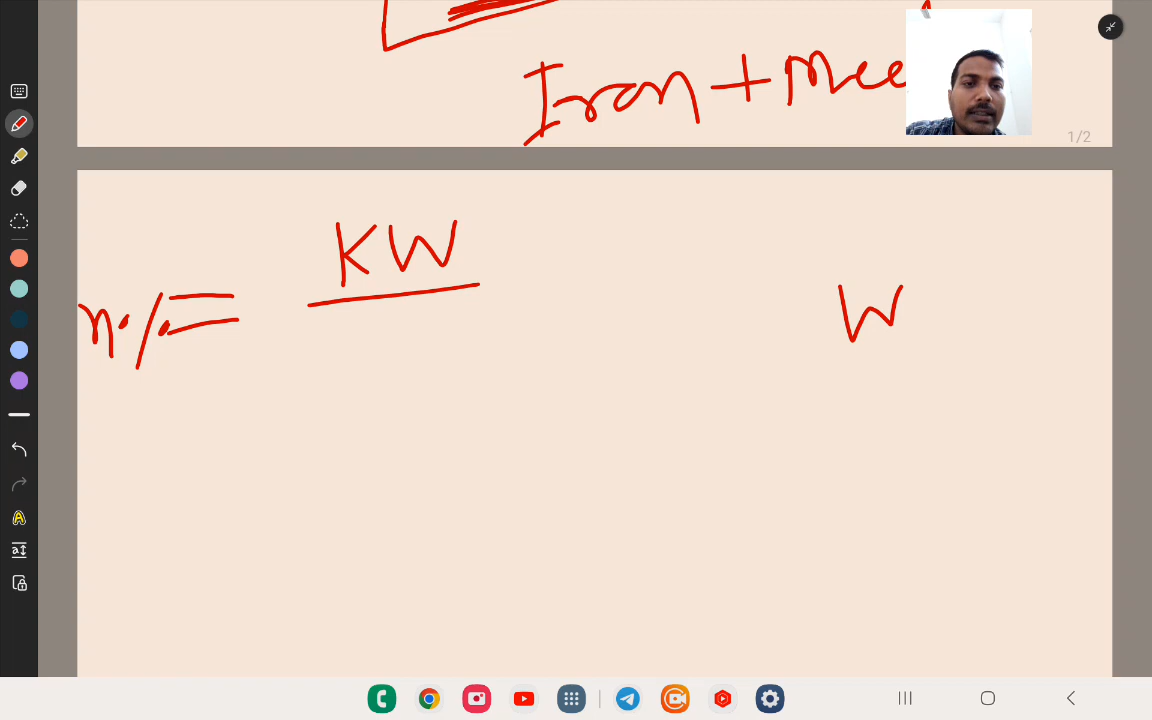 Iron + Mec
1/2
KW
η% =
W